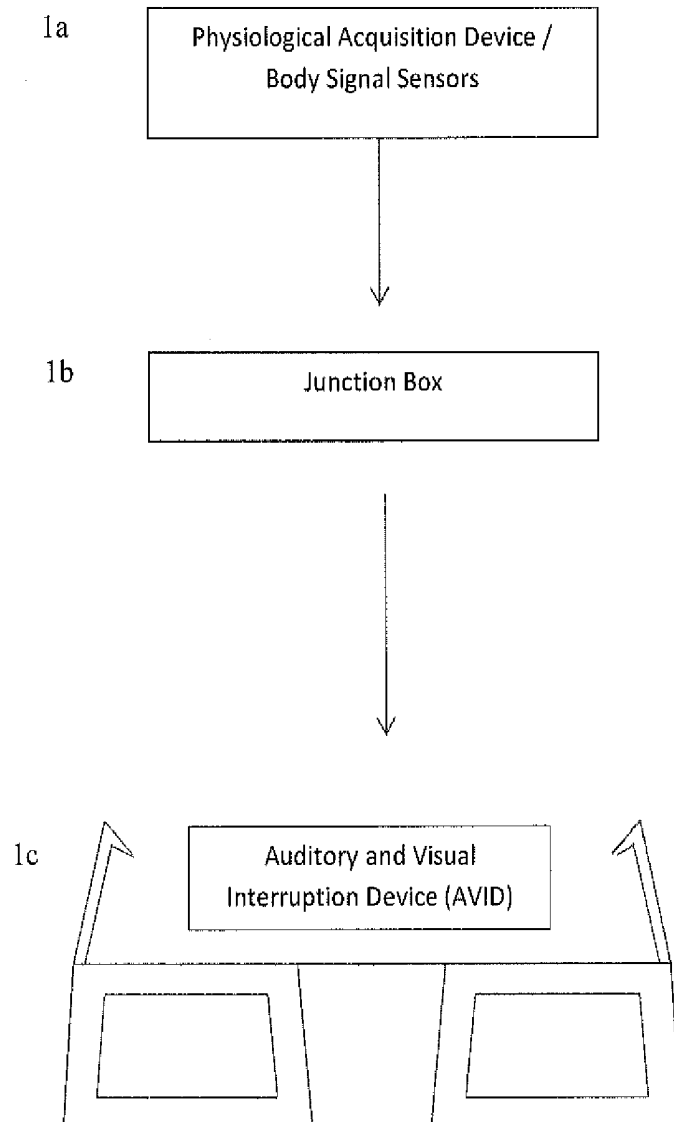 1a
Physiological Acquisition Device /
Body Signal Sensors
1b
Junction Box
1c
Auditory and Visual
Interruption Device (AVID)